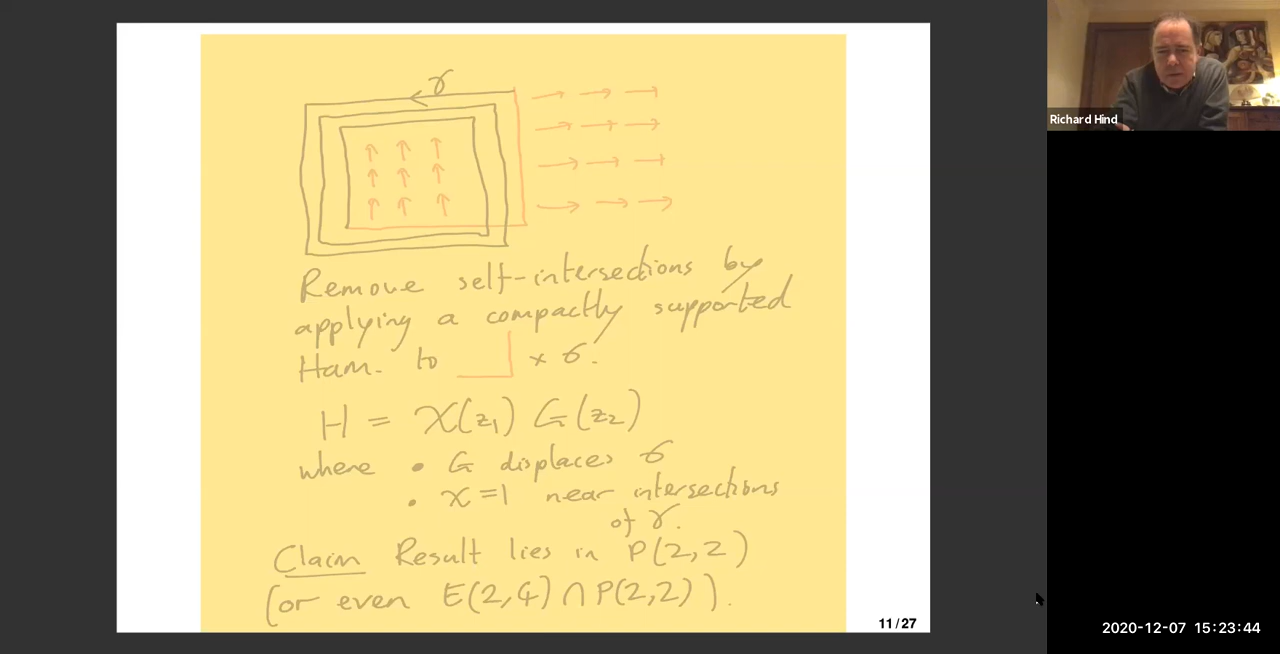 γ
Remove self-intersections by
applying a compactly supported
Ham. to × σ.
H = χ(z₁) G(z₂)
where • G displaces σ
• χ=1 near intersections
of γ.
Claim Result lies in P(2,2)
(or even E(2,4) ∩ P(2,2)).
11/27
Richard Hind
2020-12-07 15:23:44